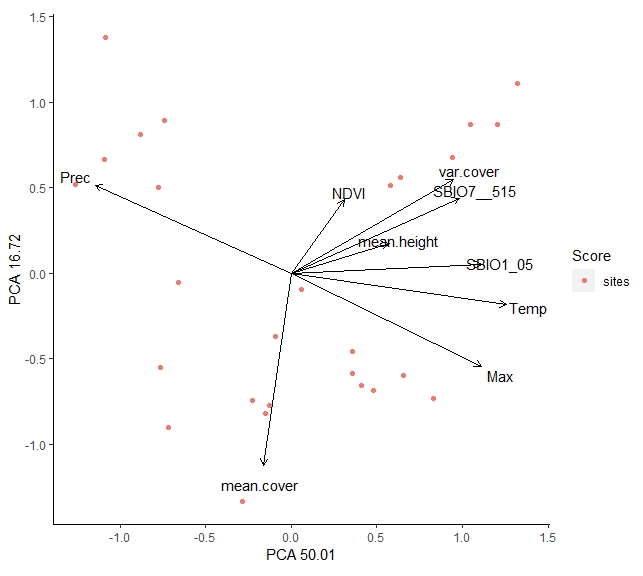 1.5
1.0
0.5
0.0
-0.5
-1.0
PCA 16.72
Prec
NDVI
var.cover
SBIO7__515
mean.height
SBIO1_05
Temp
Max
mean.cover
Score
sites
-1.0 -0.5 0.0 0.5 1.0 1.5
PCA 50.01